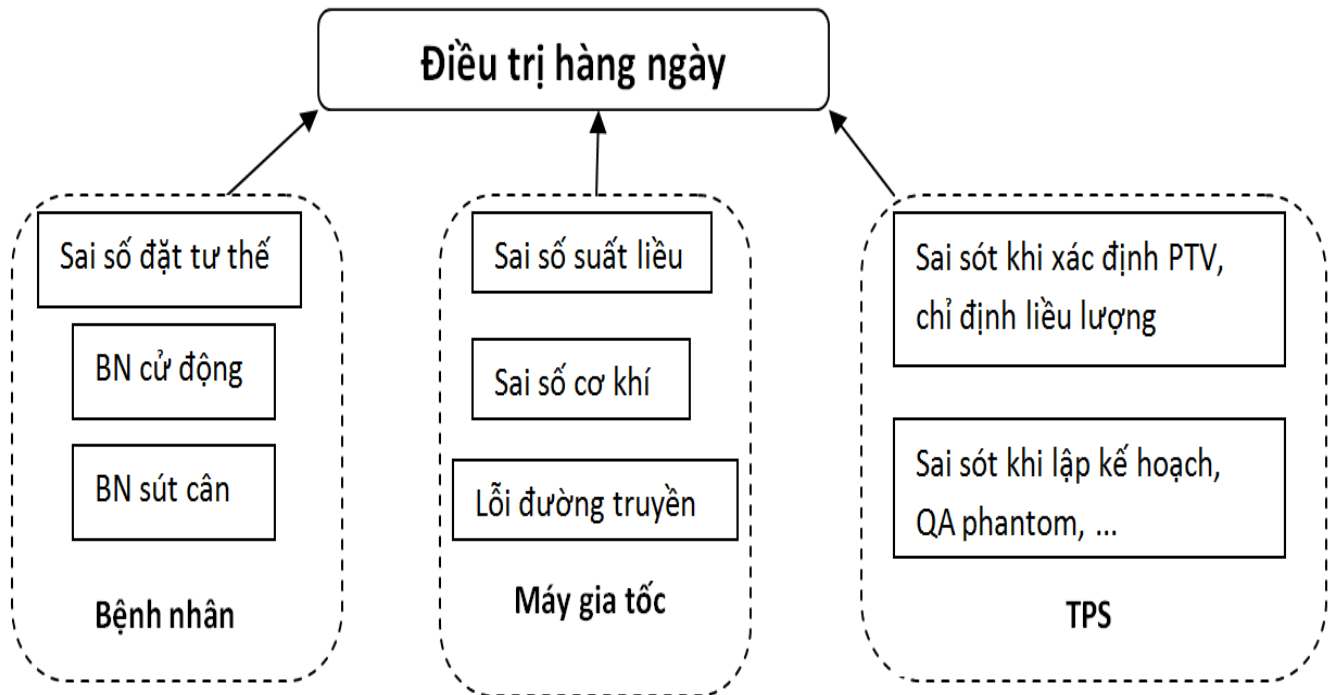 Điều trị hàng ngày
Sai số đặt tư thế
BN cử động
BN sút cân
Bệnh nhân
Sai số suất liều
Sai số cơ khí
Lỗi đường truyền
Máy gia tốc
Sai sót khi xác định PTV,
chỉ định liều lượng
Sai sót khi lập kế hoạch,
QA phantom, ...
TPS